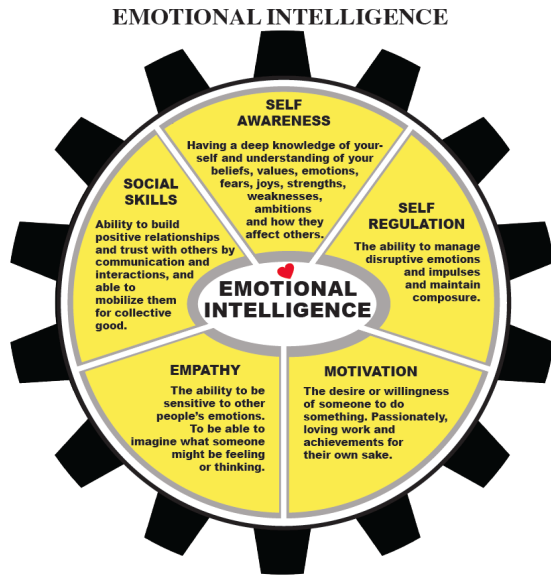 EMOTIONAL INTELLIGENCE
SELF
AWARENESS
Having a deep knowledge of your-
self and understanding of your
beliefs, values, emotions,
fears, joys, strengths,
weaknesses,
ambitions
and how they
affect others.
SELF
REGULATION
The ability to manage
disruptive emotions
and impulses
and maintain
composure.
MOTIVATION
The desire or willingness
of someone to do
something. Passionately,
loving work and
achievements for
their own sake.
EMPATHY
The ability to be
sensitive to other
people's emotions.
To be able to
imagine what someone
might be feeling
or thinking.
SOCIAL
SKILLS
Ability to build
positive relationships
and trust with others by
communication and
interactions, and
able to
mobilize them
for collective
good.
EMOTIONAL
INTELLIGENCE